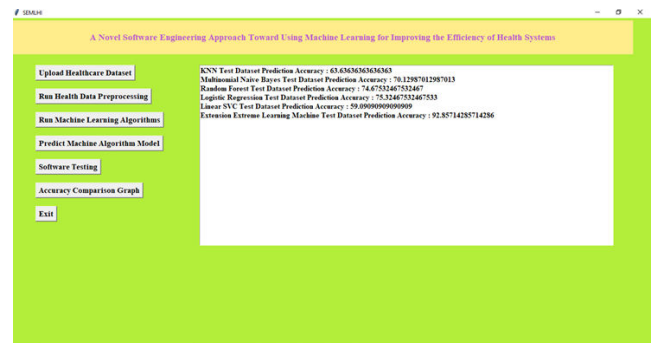 SEMLHI
A Novel Software Engineering Approach Toward Using Machine Learning for Improving the Efficiency of Health Systems
Upload Healthcare Dataset
Run Health Data Preprocessing
Run Machine Learning Algorithms
Predict Machine Algorithm Model
Software Testing
Accuracy Comparison Graph
Exit
KNN Test Dataset Prediction Accuracy : 63.63636363636363
Multinomial Naive Bayes Test Dataset Prediction Accuracy : 70.12987012987013
Random Forest Test Dataset Prediction Accuracy : 74.67532467532467
Logistic Regression Test Dataset Prediction Accuracy : 75.32467532467533
Linear SVC Test Dataset Prediction Accuracy : 59.09090909090909
Extension Extreme Learning Machine Test Dataset Prediction Accuracy : 92.85714285714286